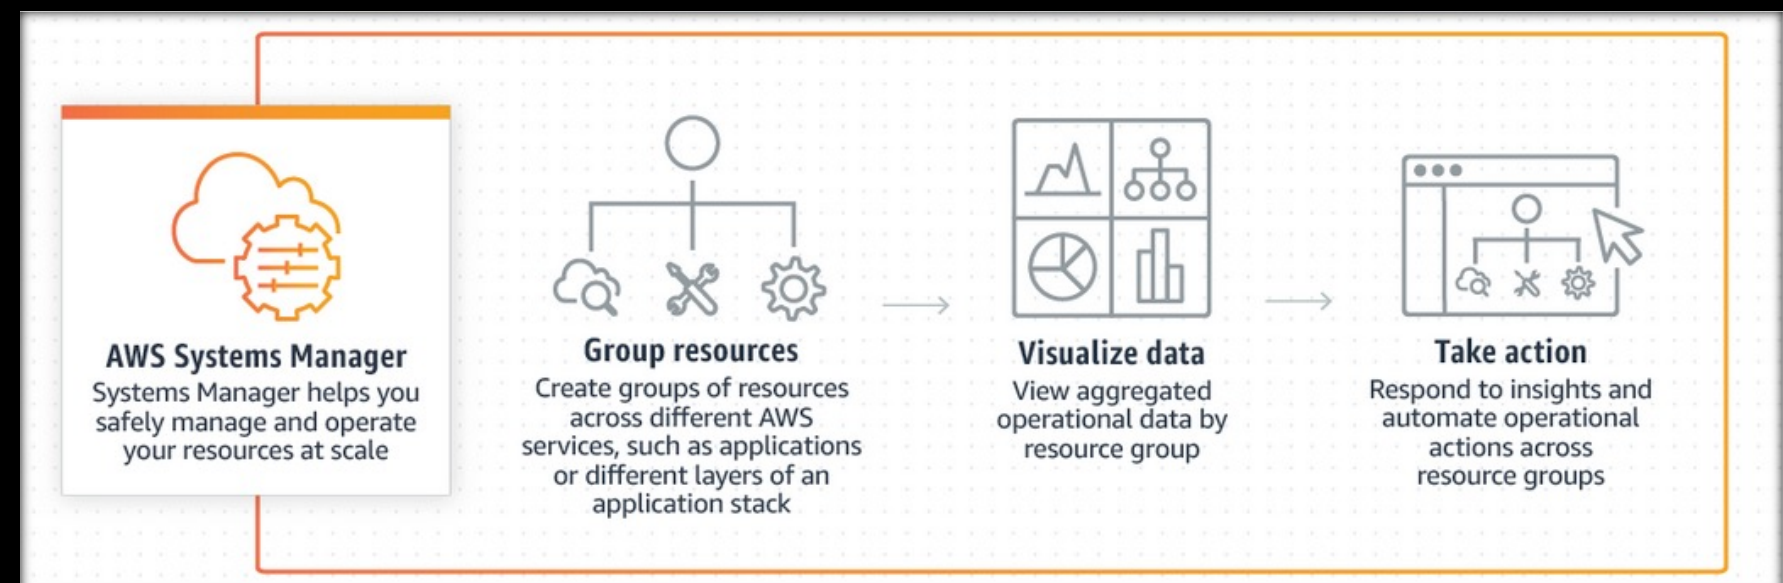 AWS Systems Manager
Systems Manager helps you
safely manage and operate
your resources at scale
Group resources
Create groups of resources
across different AWS
services, such as applications
or different layers of an
application stack
Visualize data
View aggregated
operational data by
resource group
Take action
Respond to insights and
automate operational
actions across
resource groups